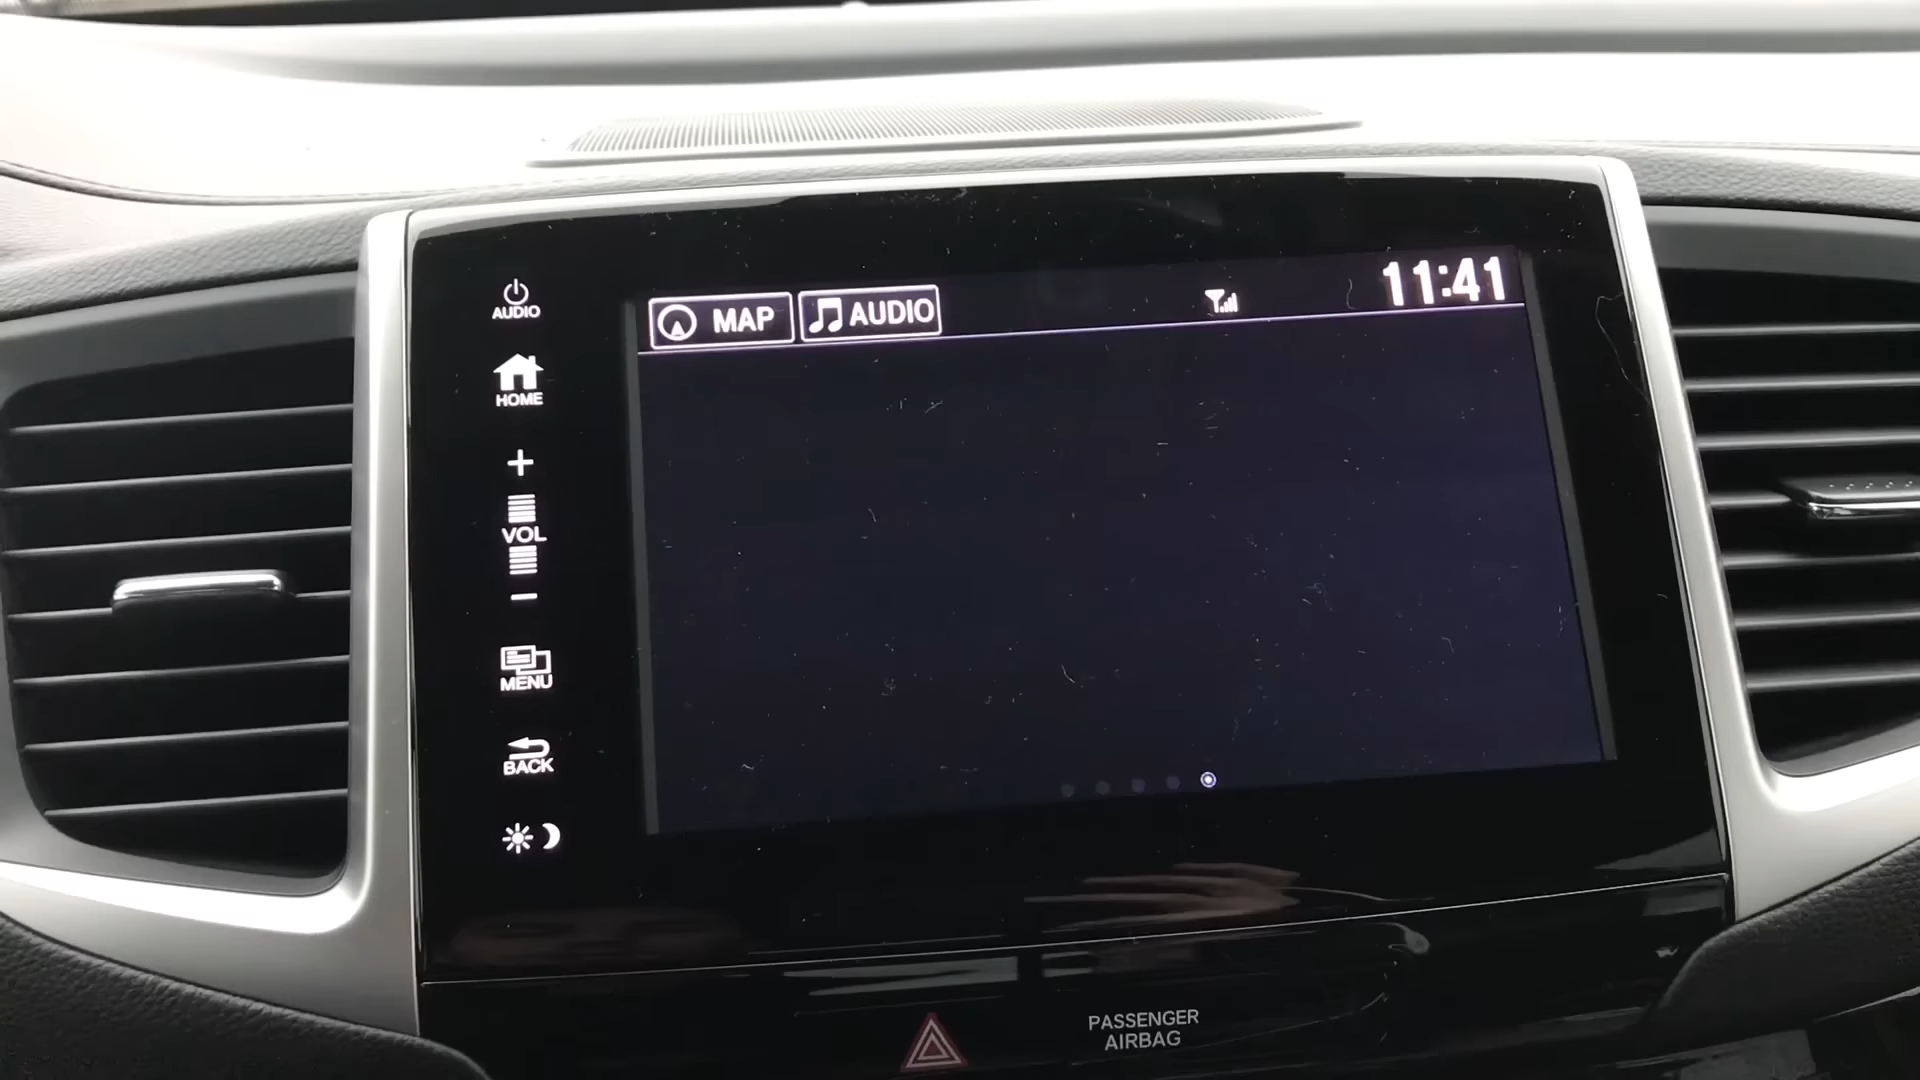 AUDIO
HOME
+
VOL
−
MENU
BACK
MAP
AUDIO
11:41
PASSENGER
AIRBAG